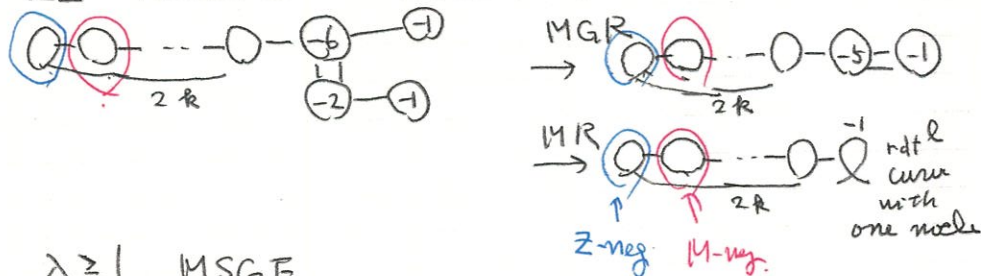 -6 -1
-2 -1
2k
MGR
-5 -1
2k
MR
-1
2k
rat^l
curve
with
one node
Z-neg. M-neg.
λ ≥ 1 MSGE